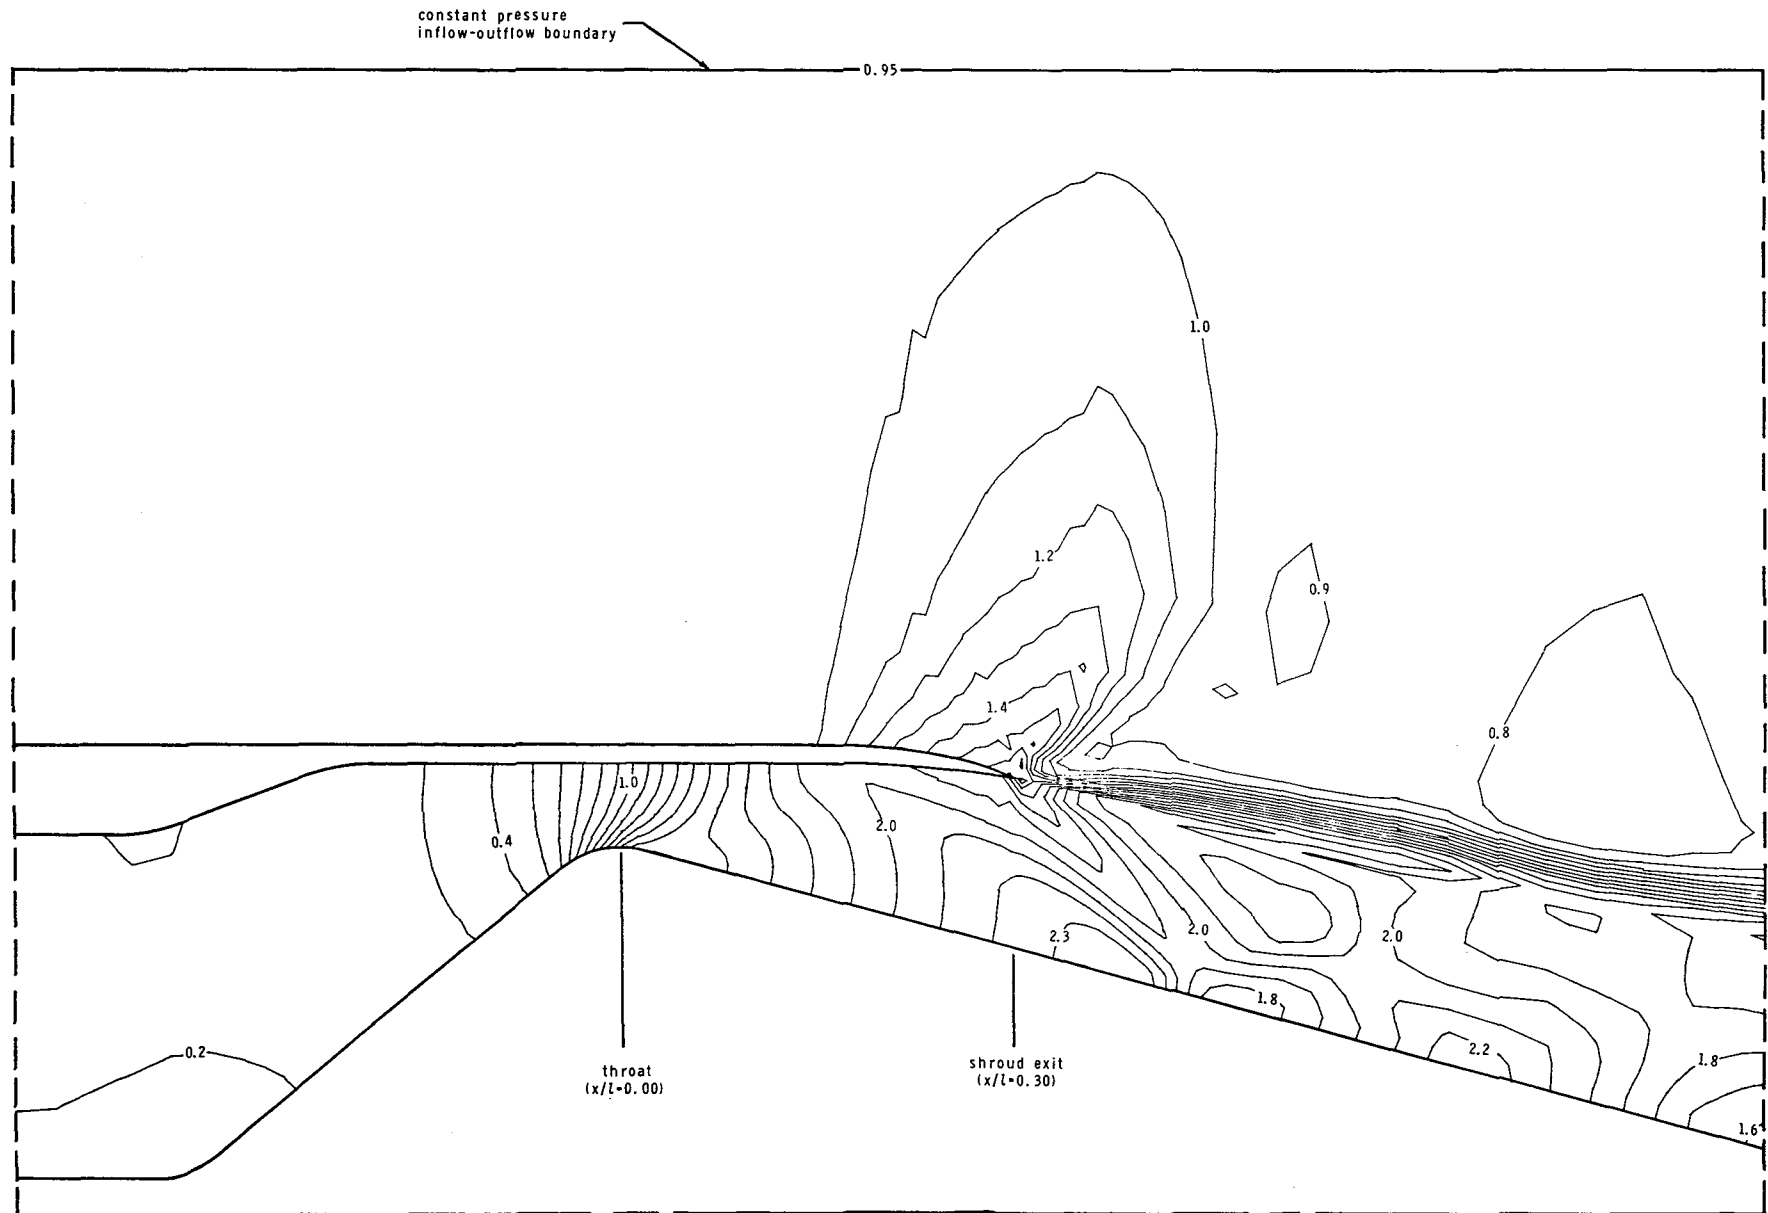 constant pressure
inflow-outflow boundary
0.95
1.0
1.2
0.9
1.4
0.8
1.0
0.4
2.0
2.3
2.0
2.0
1.8
0.2
2.2
1.8
1.6
throat
(x/l=0.00)
shroud exit
(x/l=0.30)